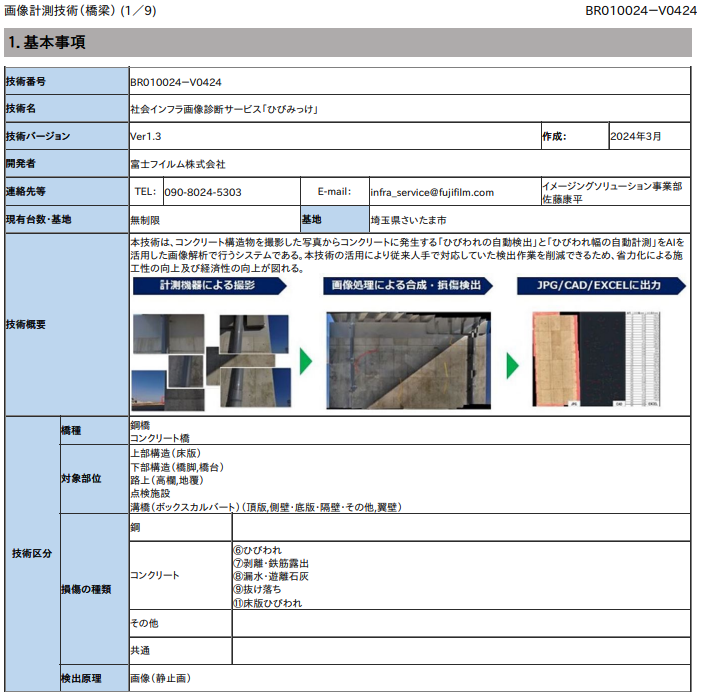 画像計測技術(橋梁) (1／9)
BR010024－V0424
1. 基本事項
技術番号
BR010024－V0424
技術名
社会インフラ画像診断サービス「ひびみっけ」
技術バージョン
Ver1.3
作成：
2024年3月
開発者
富士フイルム株式会社
連絡先等
TEL：
090-8024-5303
E-mail：
infra_service@fujifilm.com
イメージングソリューション事業部
佐藤康平
現有台数・基地
無制限
基地
埼玉県さいたま市
技術概要
本技術は、コンクリート構造物を撮影した写真からコンクリートに発生する「ひびわれの自動検出」と「ひびわれ幅の自動計測」をAIを
活用した画像解析で行うシステムである。本技術の活用により従来人手で対応していた検出作業を削減できるため、省力化による施
工性の向上及び経済性の向上が図れる。
計測機器による撮影
画像処理による合成・損傷検出
JPG/CAD/EXCELに出力
JPG
CAD
EXCEL
技術区分
橋種
鋼橋
コンクリート橋
対象部位
上部構造（床版）
下部構造（橋脚,橋台）
路上（高欄,地覆）
点検施設
溝橋（ボックスカルバート）（頂版,側壁・底版・隔壁・その他,翼壁）
損傷の種類
鋼
コンクリート
⑥ひびわれ
⑦剥離・鉄筋露出
⑧漏水・遊離石灰
⑨抜け落ち
⑪床版ひびわれ
その他
共通
検出原理
画像（静止画）